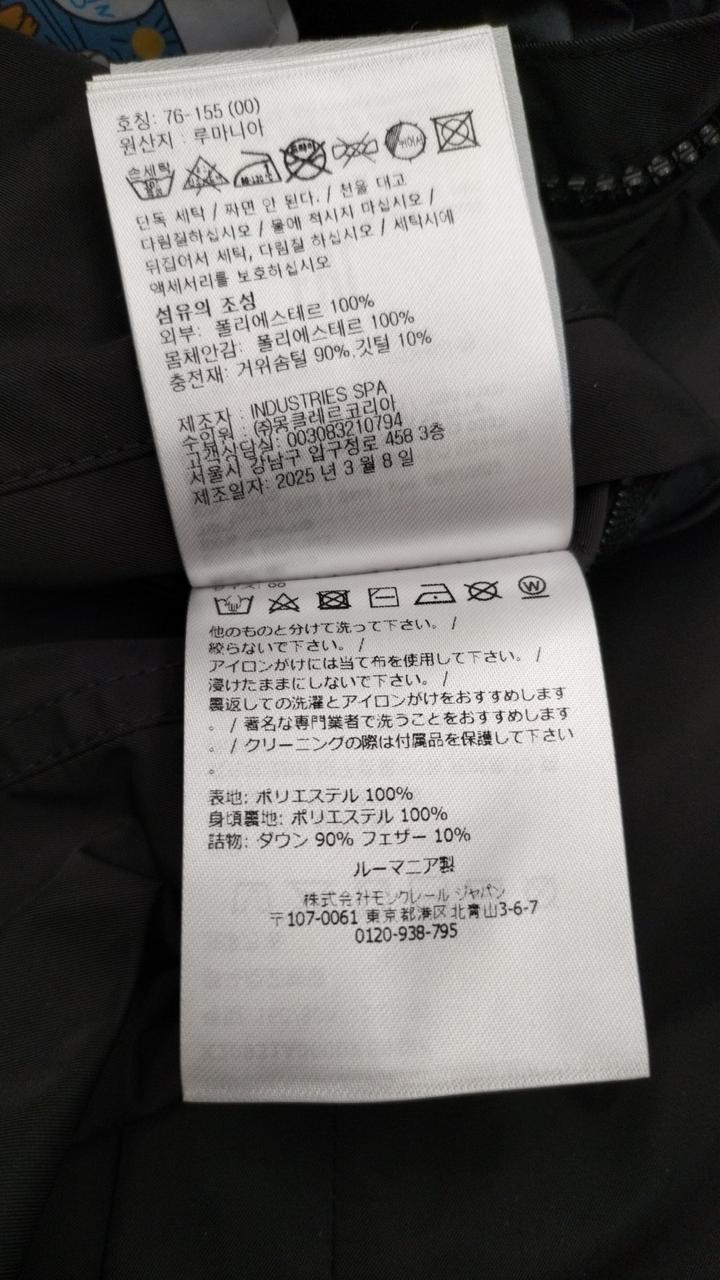 호칭: 76-155 (00)
원산지 : 루마니아
손세탁
단독 세탁 / 짜면 안 된다. / 천을 대고
다림질하십시오 / 물에 적시지 마십시오 /
뒤집어서 세탁, 다림질 하십시오 / 세탁시에
액세서리를 보호하십시오
섬유의 조성
외부: 폴리에스테르 100%
몸체안감: 폴리에스테르 100%
충전재: 거위솜털 90%,깃털 10%
제조자 : INDUSTRIES SPA
수입원 : ㈜몽클레르코리아
고객상담실: 003083210794
서울시 강남구 압구정로 458 3층
제조일자: 2025 년 3 월 8 일
W
他のものと分けて洗って下さい。 /
絞らないで下さい。 /
アイロンがけには当て布を使用して下さい。 /
浸けたままにしないで下さい。 /
裏返しての洗濯とアイロンがけをおすすめします
。 / 著名な専門業者で洗うことをおすすめします
。 / クリーニングの際は付属品を保護して下さい
。
表地: ポリエステル 100%
身頃裏地: ポリエステル 100%
詰物: ダウン 90% フェザー 10%
ルーマニア製
株式会社モンクレール ジャパン
〒107-0061 東京都港区北青山3-6-7
0120-938-795